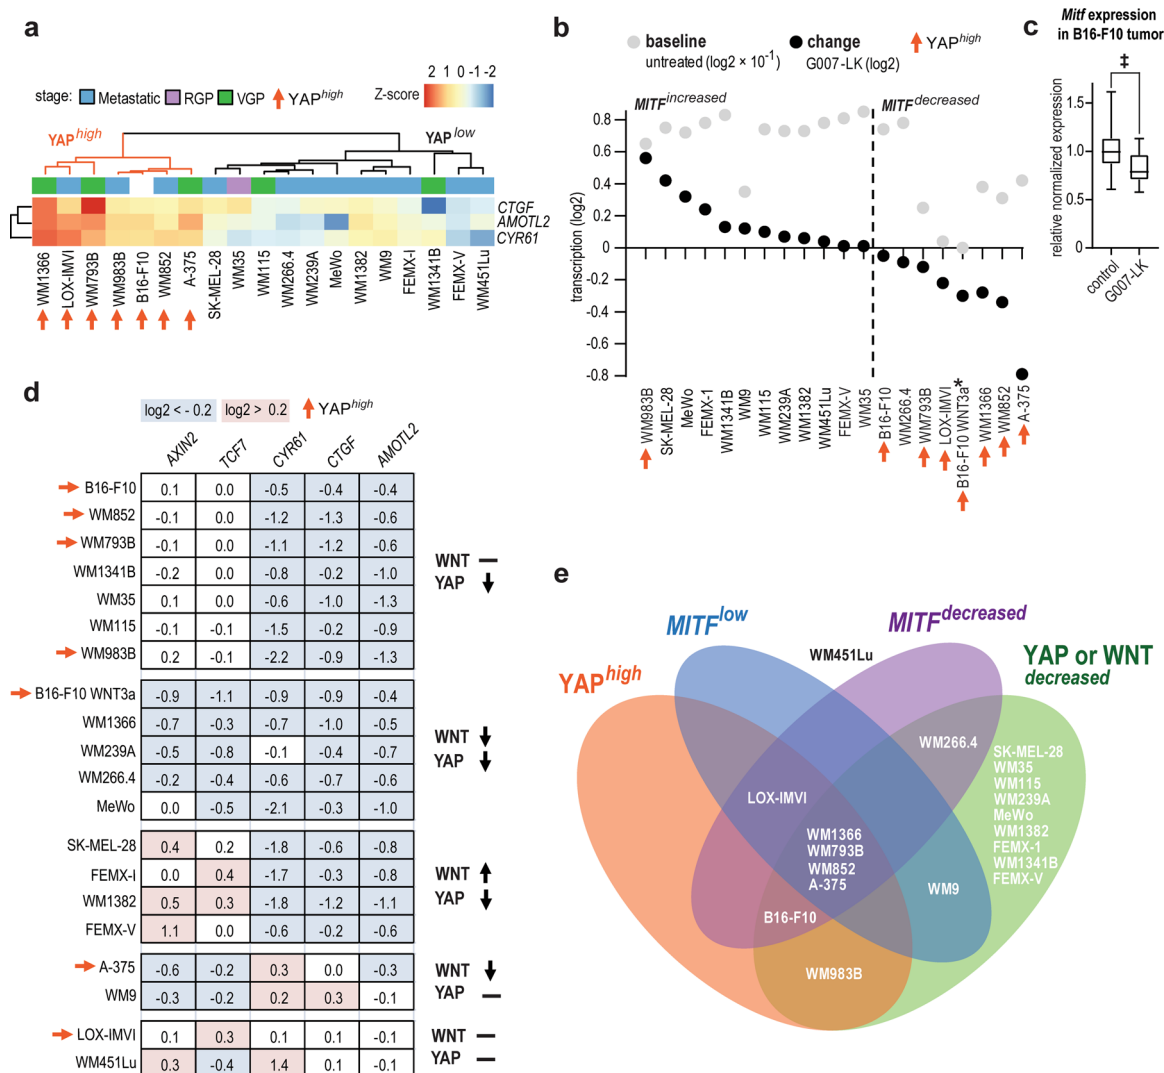 a
stage: Metastatic RGP VGP YAPhigh
2 1 0 -1 -2
Z-score
YAPhigh
YAPlow
CTGF
AMOTL2
CYR61
WM1366
LOX-IMVI
WM793B
WM983B
B16-F10
WM852
A-375
SK-MEL-28
WM35
WM115
WM266.4
WM239A
MeWo
WM1382
WM9
FEMX-I
WM1341B
FEMX-V
WM451Lu
b
baseline
untreated (log2 × 10-1)
change
G007-LK (log2)
YAPhigh
MITFincreased
MITFdecreased
transcription (log2)
0.8
0.6
0.4
0.2
0
-0.2
-0.4
-0.6
-0.8
WM983B
SK-MEL-28
MeWo
FEMX-1
WM1341B
WM9
WM115
WM239A
WM1382
WM451Lu
FEMX-V
WM35
B16-F10
WM266.4
WM793B
LOX-IMVI
B16-F10 WNT3a*
WM1366
WM852
A-375
c
Mitf expression
in B16-F10 tumor
‡
relative normalized expression
1.5
1.0
0.5
0
control
G007-LK
d
log2 < - 0.2 log2 > 0.2 YAPhigh
AXIN2 TCF7 CYR61 CTGF AMOTL2
B16-F10 0.1 0.0 -0.5 -0.4 -0.4
WM852 -0.1 0.0 -1.2 -1.3 -0.6
WM793B -0.1 0.0 -1.1 -1.2 -0.6
WM1341B -0.2 0.0 -0.8 -0.2 -1.0
WM35 0.1 0.0 -0.6 -1.0 -1.3
WM115 -0.1 -0.1 -1.5 -0.2 -0.9
WM983B 0.2 -0.1 -2.2 -0.9 -1.3
WNT
YAP
B16-F10 WNT3a -0.9 -1.1 -0.9 -0.9 -0.4
WM1366 -0.7 -0.3 -0.7 -1.0 -0.5
WM239A -0.5 -0.8 -0.1 -0.4 -0.7
WM266.4 -0.2 -0.4 -0.6 -0.7 -0.6
MeWo 0.0 -0.5 -2.1 -0.3 -1.0
WNT
YAP
SK-MEL-28 0.4 0.2 -1.8 -0.6 -0.8
FEMX-I 0.0 0.4 -1.7 -0.3 -0.8
WM1382 0.5 0.3 -1.8 -1.2 -1.1
FEMX-V 1.1 0.0 -0.6 -0.2 -0.6
WNT
YAP
A-375 -0.6 -0.2 0.3 0.0 -0.3
WM9 -0.3 -0.2 0.2 0.3 -0.1
WNT
YAP
LOX-IMVI 0.1 0.3 0.1 0.1 -0.1
WM451Lu 0.3 -0.4 1.4 0.1 -0.1
WNT
YAP
e
YAPhigh
MITFlow
WM451Lu
MITFdecreased
YAP or WNT
decreased
WM266.4
SK-MEL-28
WM35
WM115
WM239A
MeWo
WM1382
FEMX-1
WM1341B
FEMX-V
LOX-IMVI
WM1366
WM793B
WM852
A-375
WM9
B16-F10
WM983B